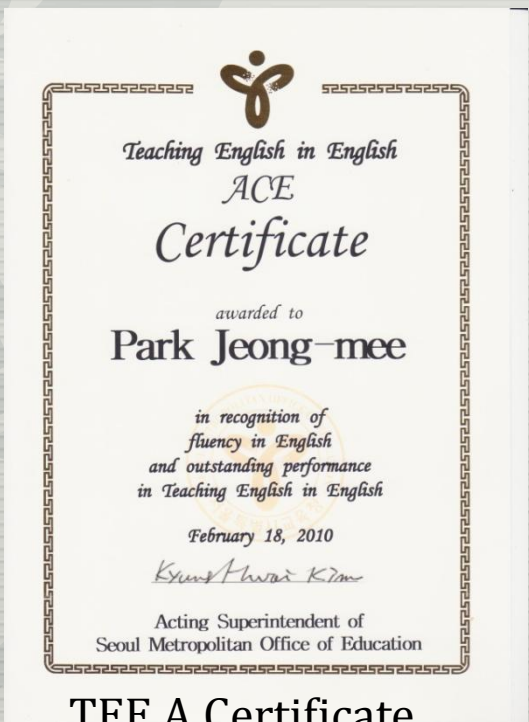 Teaching English in English
ACE
Certificate
awarded to
Park Jeong-mee
in recognition of
fluency in English
and outstanding performance
in Teaching English in English
February 18, 2010
Kyung Hwai Kim
Acting Superintendent of
Seoul Metropolitan Office of Education
TEE A Certificate